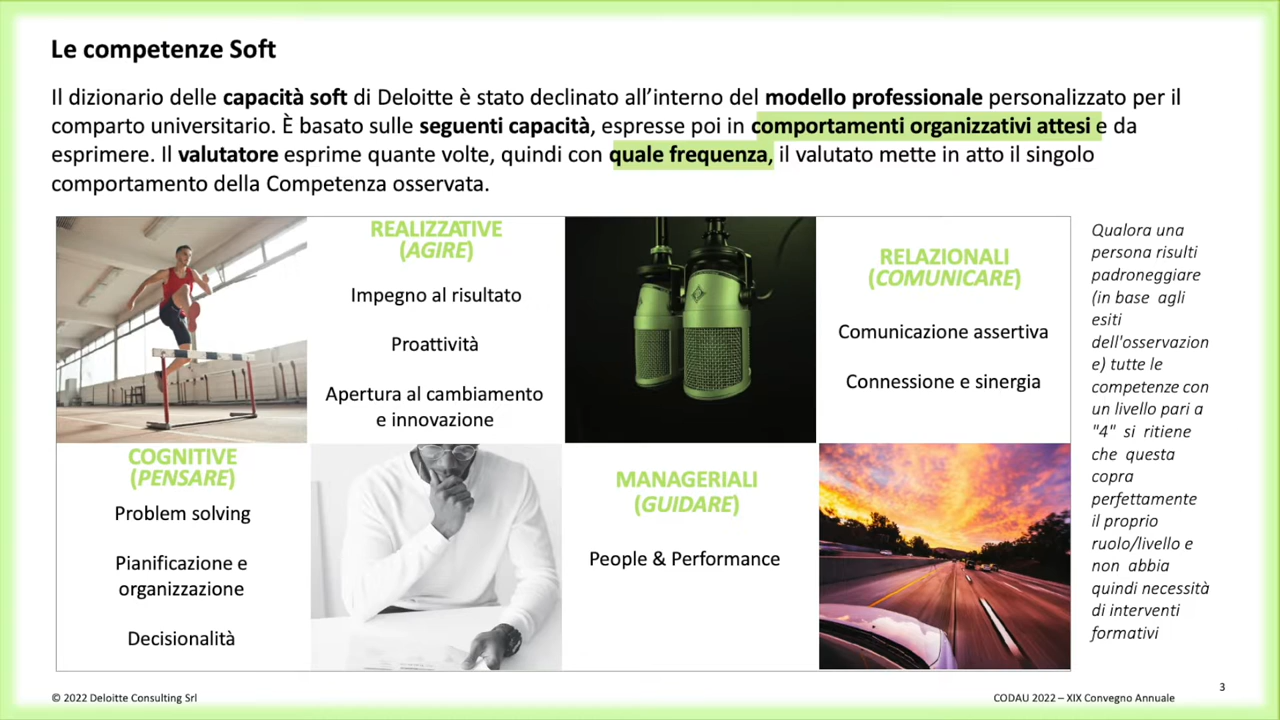 Le competenze Soft
Il dizionario delle capacità soft di Deloitte è stato declinato all'interno del modello professionale personalizzato per il
comparto universitario. È basato sulle seguenti capacità, espresse poi in comportamenti organizzativi attesi e da
esprimere. Il valutatore esprime quante volte, quindi con quale frequenza, il valutato mette in atto il singolo
comportamento della Competenza osservata.
REALIZZATIVE
(AGIRE)
Impegno al risultato
Proattività
Apertura al cambiamento
e innovazione
RELAZIONALI
(COMUNICARE)
Comunicazione assertiva
Connessione e sinergia
COGNITIVE
(PENSARE)
Problem solving
Pianificazione e
organizzazione
Decisionalità
MANAGERIALI
(GUIDARE)
People & Performance
Qualora una
persona risulti
padroneggiare
(in base agli
esiti
dell'osservazion
e) tutte le
competenze con
un livello pari a
"4" si ritiene
che questa
copra
perfettamente
il proprio
ruolo/livello e
non abbia
quindi necessità
di interventi
formativi
© 2022 Deloitte Consulting Srl
CODAU 2022 – XIX Convegno Annuale
3